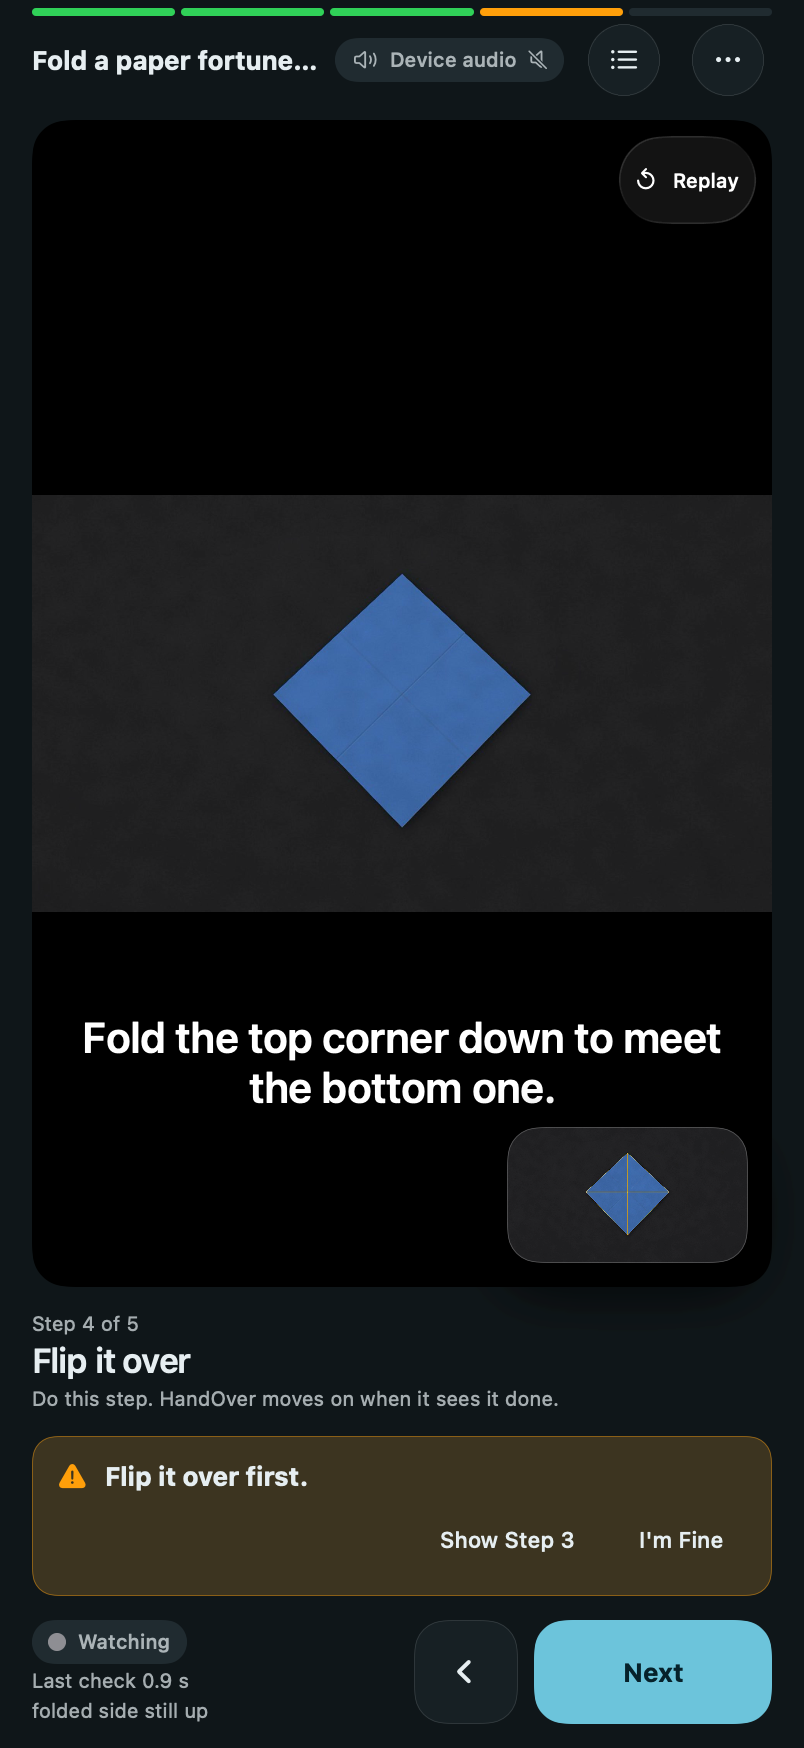 Fold a paper fortune...
Device audio
Replay
Fold the top corner down to meet
the bottom one.
Step 4 of 5
Flip it over
Do this step. HandOver moves on when it sees it done.
Flip it over first.
Show Step 3
I'm Fine
Watching
Last check 0.9 s
folded side still up
Next